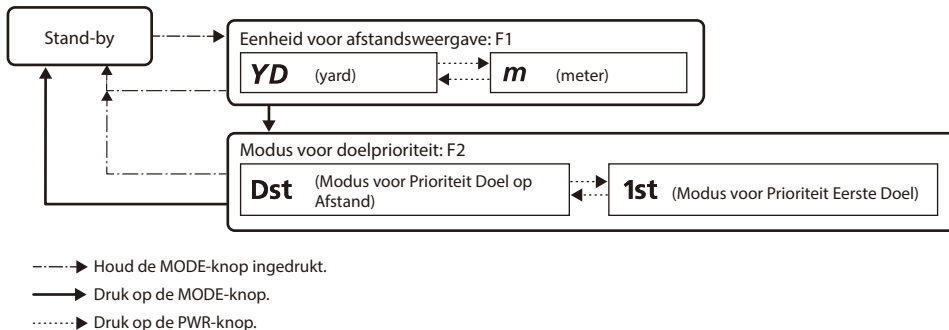 Stand-by
Eenheid voor afstandsweergave: F1
YD (yard)
m (meter)
Modus voor doelprioriteit: F2
Dst (Modus voor Prioriteit Doel op
Afstand)
1st (Modus voor Prioriteit Eerste Doel)
Houd de MODE-knop ingedrukt.
Druk op de MODE-knop.
Druk op de PWR-knop.